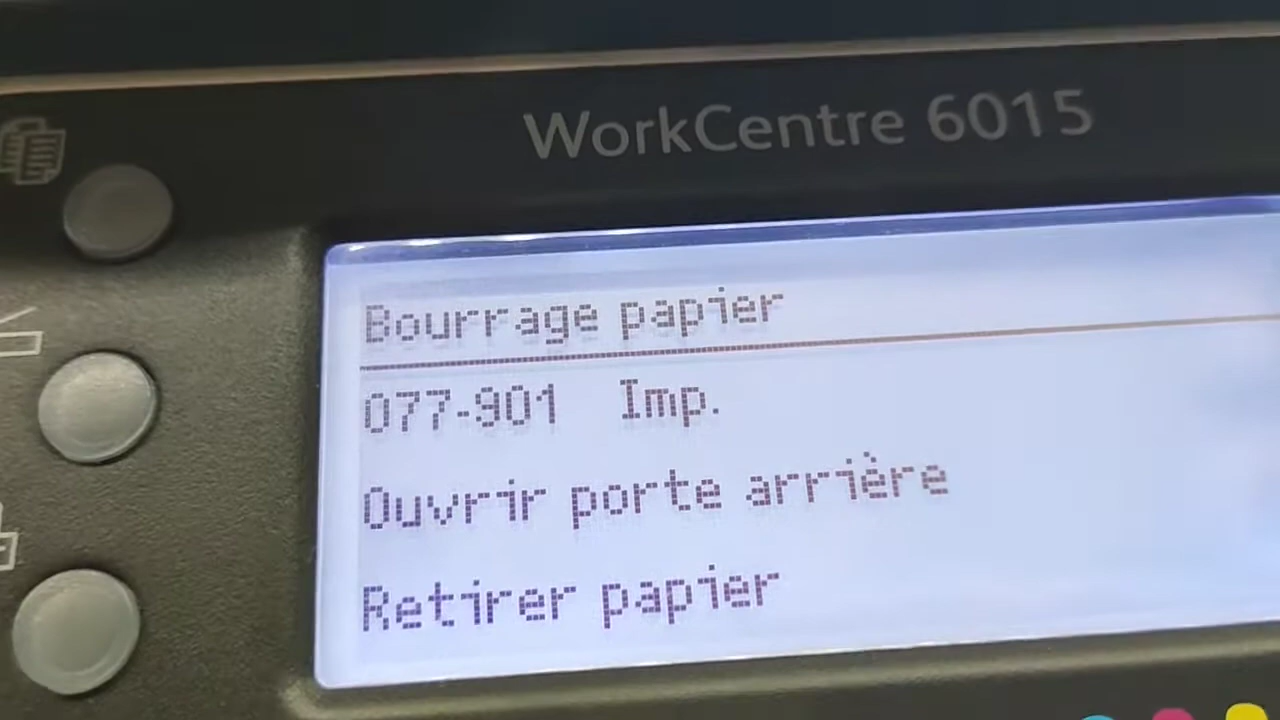 WorkCentre 6015
Bourrage papier
077-901 Imp.
Ouvrir porte arrière
Retirer papier